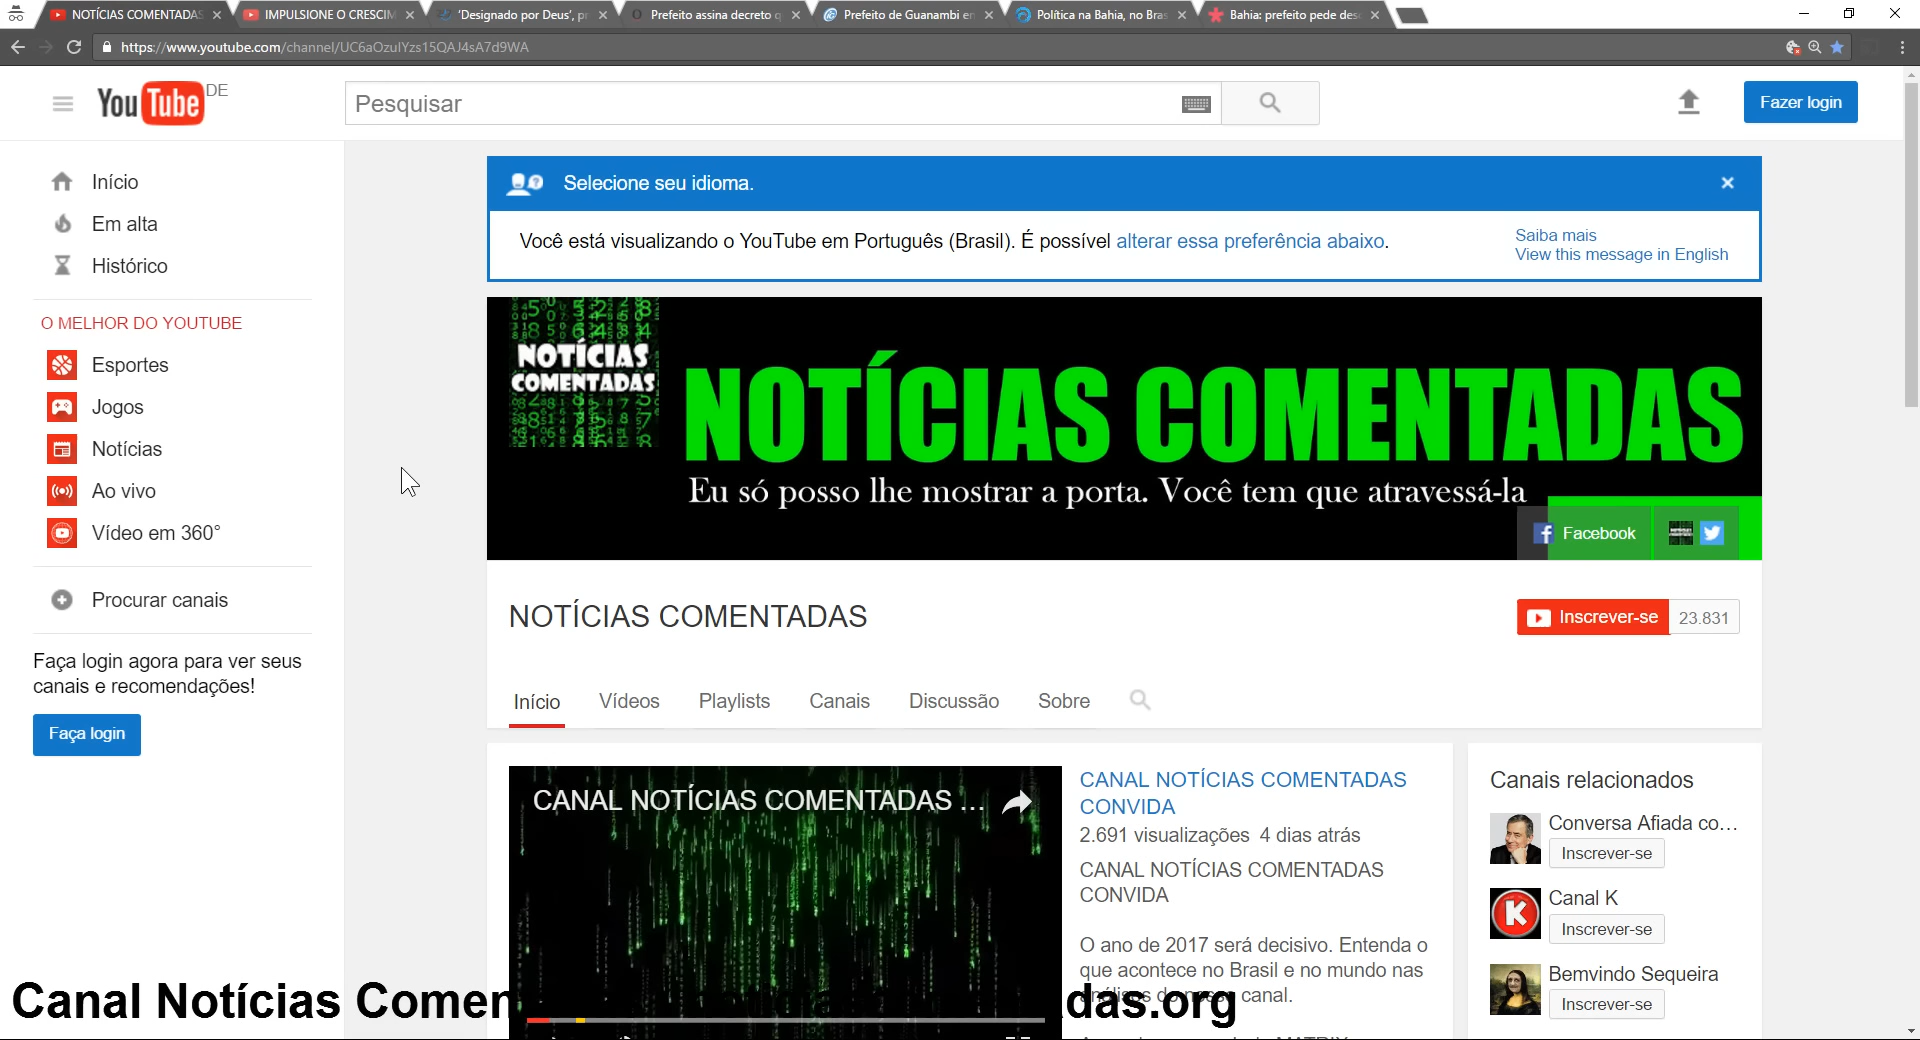 NOTÍCIAS COMENTADAS
IMPULSIONE O CRESCIM
'Designado por Deus', p
Prefeito assina decreto q
Prefeito de Guanambi en
Política na Bahia, no Bras
Bahia: prefeito pede des
https://www.youtube.com/channel/UC6aOzulYzs15QAJ4sA7d9WA
YouTube DE
Pesquisar
Fazer login
Início
Em alta
Histórico
O MELHOR DO YOUTUBE
Esportes
Jogos
Notícias
Ao vivo
Vídeo em 360°
Procurar canais
Faça login agora para ver seus
canais e recomendações!
Faça login
Selecione seu idioma.
Você está visualizando o YouTube em Português (Brasil). É possível alterar essa preferência abaixo.
Saiba mais
View this message in English
NOTÍCIAS
COMENTADAS
NOTÍCIAS COMENTADAS
Eu só posso lhe mostrar a porta. Você tem que atravessá-la
Facebook
NOTÍCIAS COMENTADAS
Inscrever-se 23.831
Início
Vídeos
Playlists
Canais
Discussão
Sobre
CANAL NOTÍCIAS COMENTADAS ...
CANAL NOTÍCIAS COMENTADAS
CONVIDA
2.691 visualizações 4 dias atrás
CANAL NOTÍCIAS COMENTADAS
CONVIDA
O ano de 2017 será decisivo. Entenda o
que acontece no Brasil e no mundo nas
canal.
Canais relacionados
Conversa Afiada co...
Inscrever-se
Canal K
Inscrever-se
Bemvindo Sequeira
Inscrever-se
Canal Notícias Comen
das.org